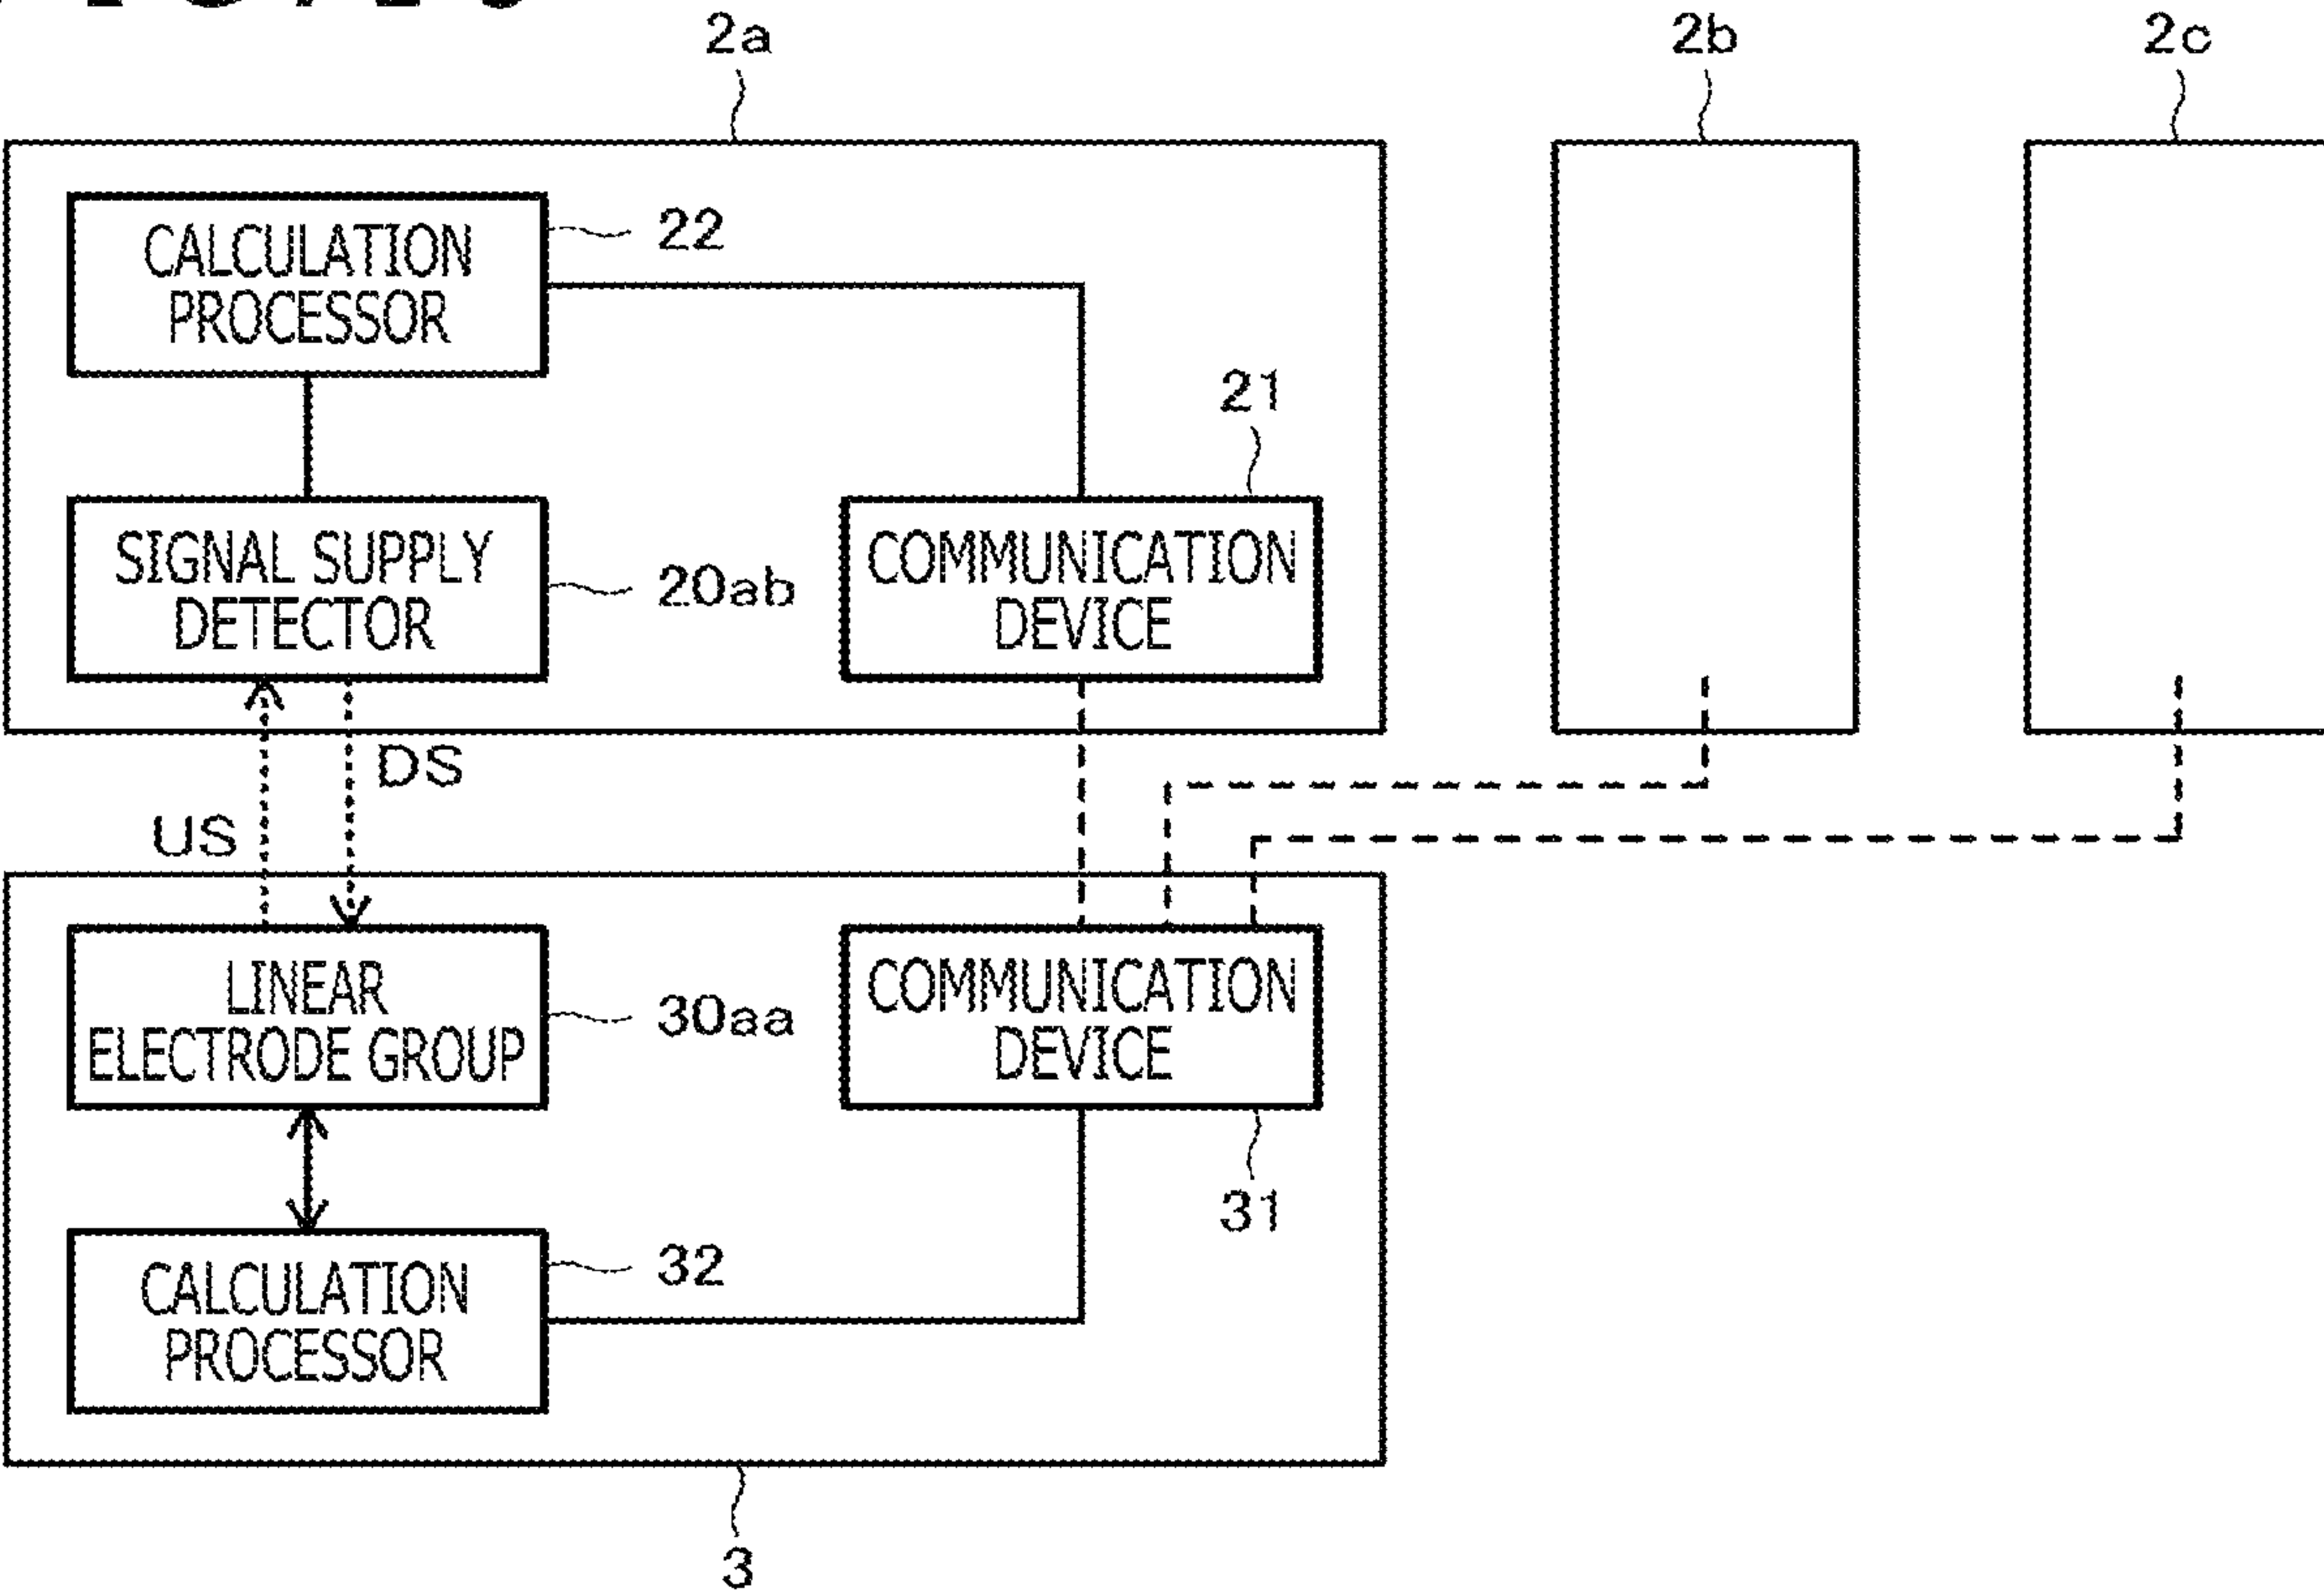 2a
2b
2c
CALCULATION
PROCESSOR
22
21
SIGNAL SUPPLY
DETECTOR
20ab
COMMUNICATION
DEVICE
DS
US
LINEAR
ELECTRODE GROUP
30aa
COMMUNICATION
DEVICE
31
CALCULATION
PROCESSOR
32
3